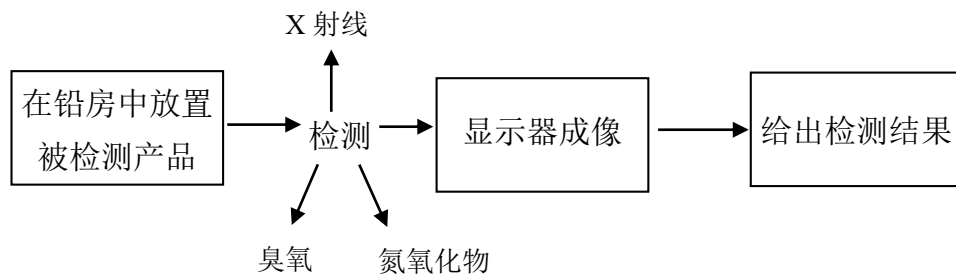 X 射线
在铅房中放置
被检测产品
检测
显示器成像
给出检测结果
臭氧
氮氧化物